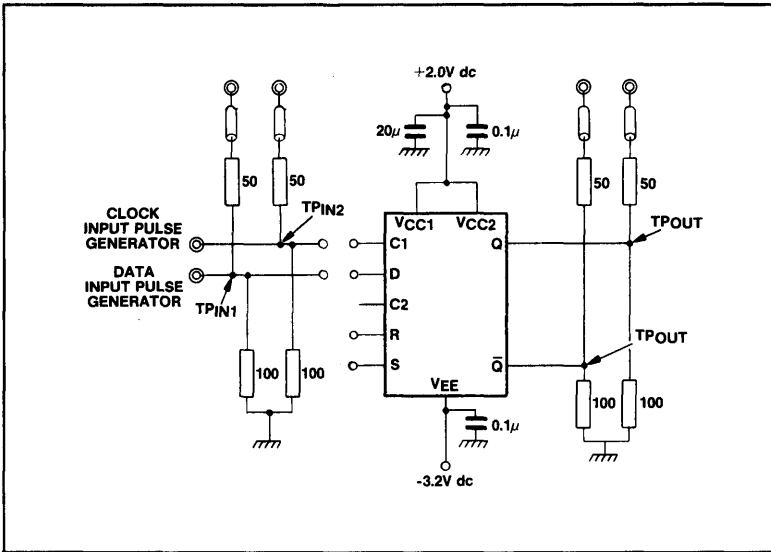 +2.0V dc
20μ
0.1μ
50
50
50
50
CLOCK
INPUT PULSE
GENERATOR
TPIN2
VCC1
VCC2
TPOUT
C1
Q
DATA
INPUT PULSE
GENERATOR
TPIN1
D
C2
R
TPOUT
S
Q̅
VEE
100
100
100
100
0.1μ
-3.2V dc